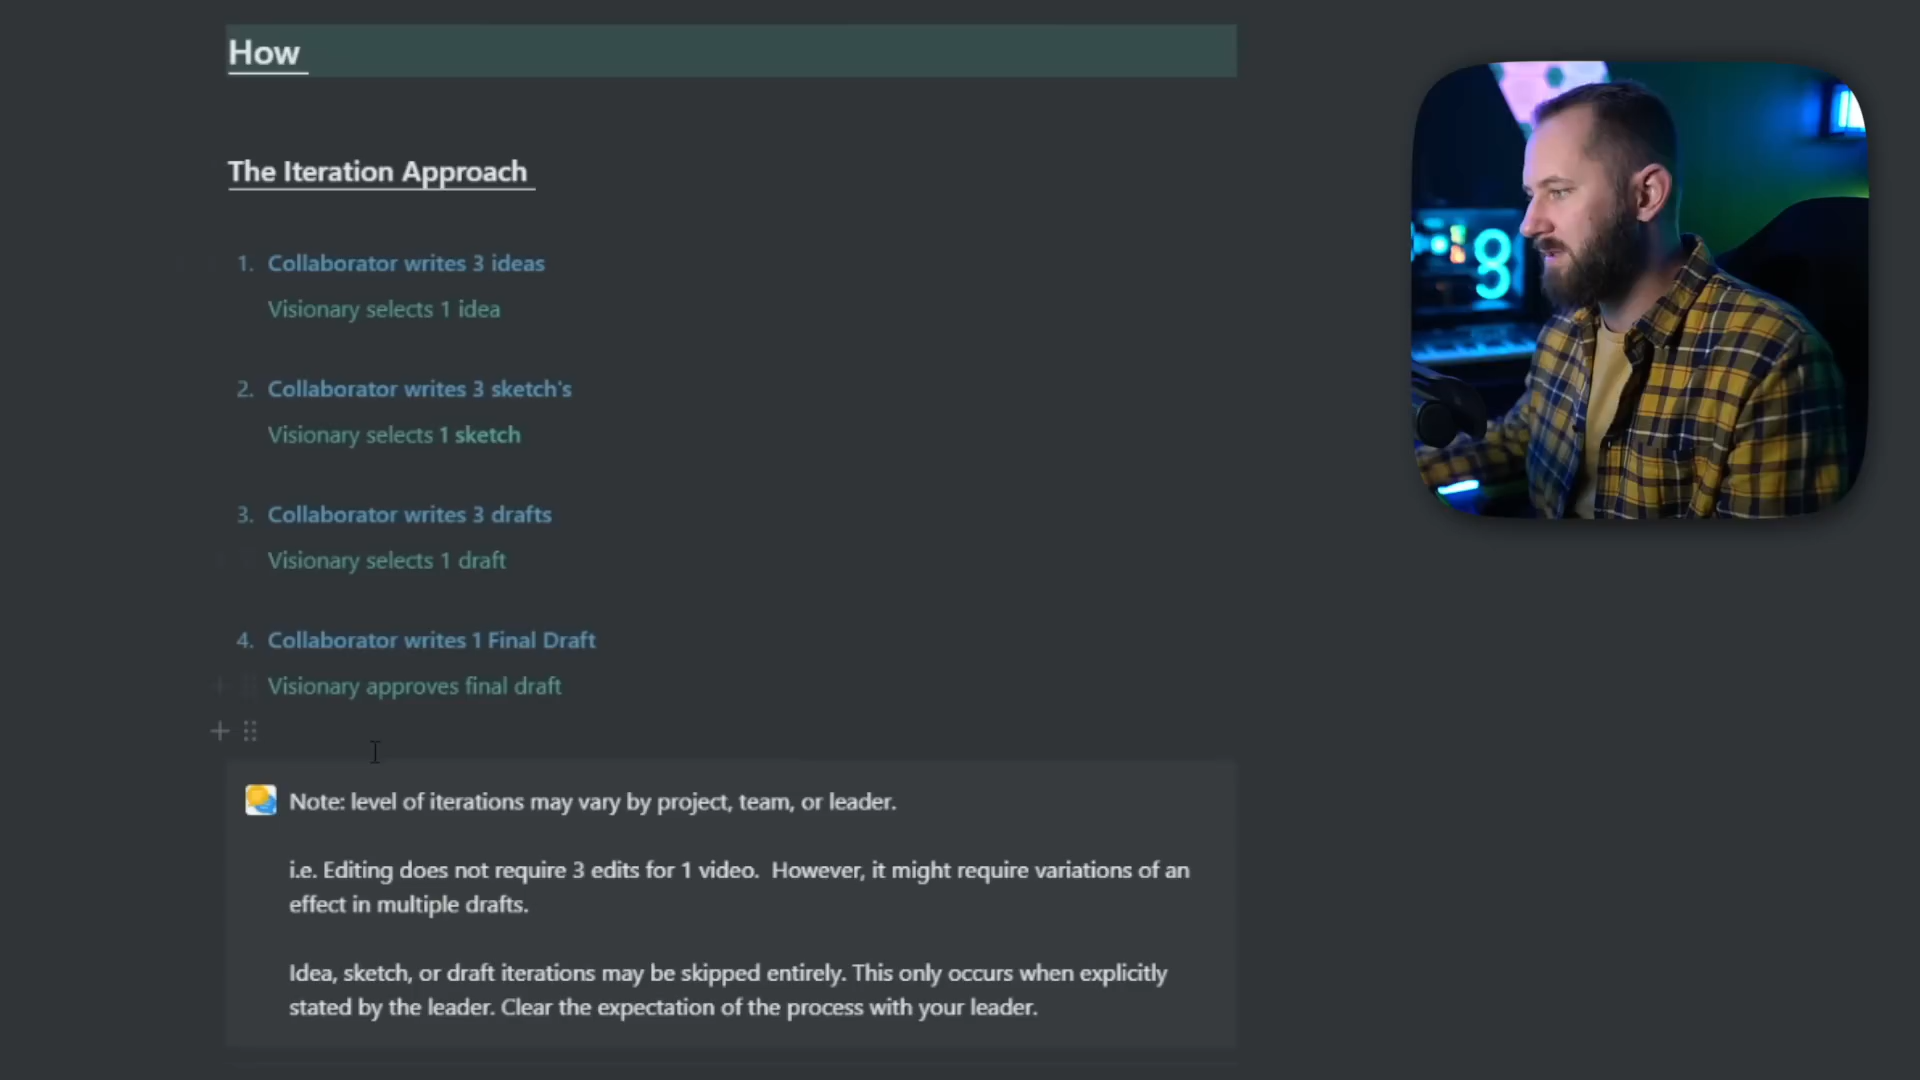 How
The Iteration Approach
1. Collaborator writes 3 ideas
Visionary selects 1 idea
2. Collaborator writes 3 sketch's
Visionary selects 1 sketch
3. Collaborator writes 3 drafts
Visionary selects 1 draft
4. Collaborator writes 1 Final Draft
Visionary approves final draft
Note: level of iterations may vary by project, team, or leader.
i.e. Editing does not require 3 edits for 1 video. However, it might require variations of an
effect in multiple drafts.
Idea, sketch, or draft iterations may be skipped entirely. This only occurs when explicitly
stated by the leader. Clear the expectation of the process with your leader.